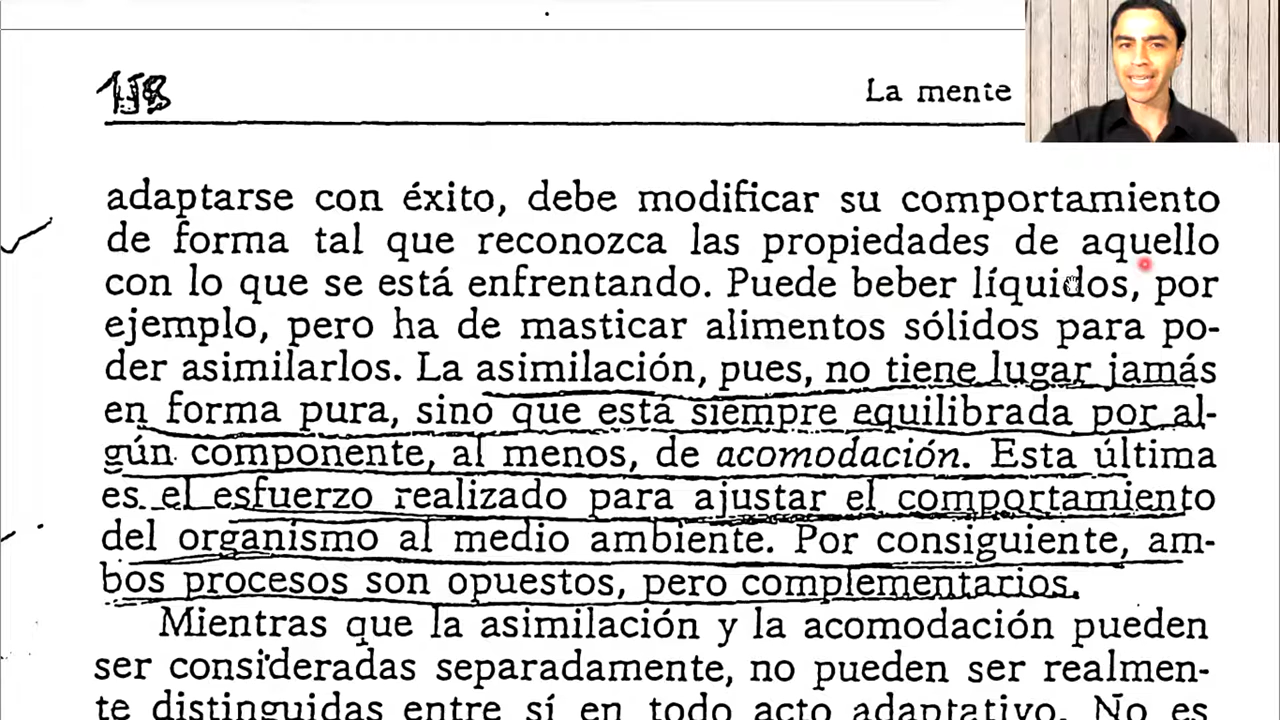 118
La mente
adaptarse con éxito, debe modificar su comportamiento
de forma tal que reconozca las propiedades de aquello
con lo que se está enfrentando. Puede beber líquidos, por
ejemplo, pero ha de masticar alimentos sólidos para po-
der asimilarlos. La asimilación, pues, no tiene lugar jamás
en forma pura, sino que está siempre equilibrada por al-
gún componente, al menos, de acomodación. Esta última
es el esfuerzo realizado para ajustar el comportamiento
del organismo al medio ambiente. Por consiguiente, am-
bos procesos son opuestos, pero complementarios.
Mientras que la asimilación y la acomodación pueden
ser consideradas separadamente, no pueden ser realmen-
te distinguidas entre sí en todo acto adaptativo. No es